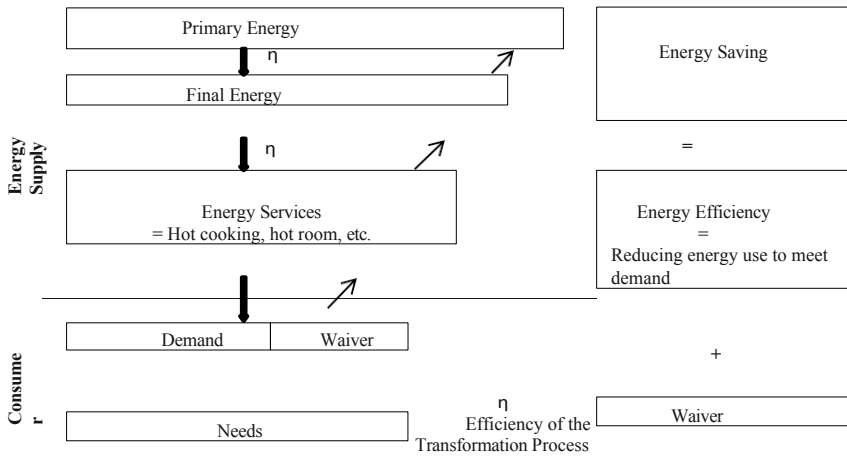 Primary Energy
η
Final Energy
η
Energy Services
= Hot cooking, hot room, etc.
Energy
Supply
Demand
Waiver
Needs
Consume
r
η
Efficiency of the
Transformation Process
Energy Saving
=
Energy Efficiency
=
Reducing energy use to meet
demand
+
Waiver